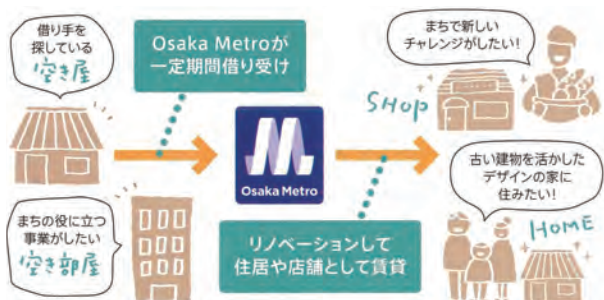 借り手を
探している
空き屋
Osaka Metroが
一定期間借り受け
まちで新しい
チャレンジがしたい！
SHOP
Osaka Metro
まちの役に立つ
事業がしたい
空き部屋
リノベーションして
住居や店舗として賃貸
古い建物を活かした
デザインの家に
住みたい！
HOME